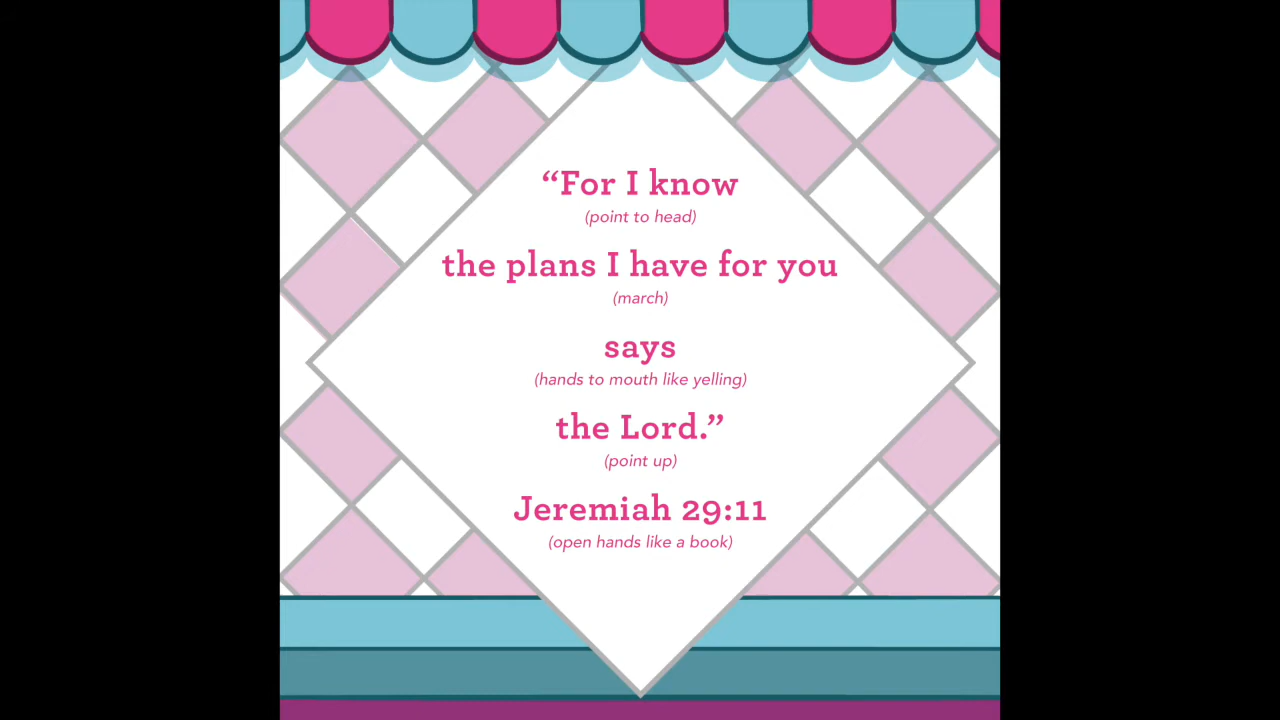 “For I know
(point to head)
the plans I have for you
(march)
says
(hands to mouth like yelling)
the Lord.”
(point up)
Jeremiah 29:11
(open hands like a book)